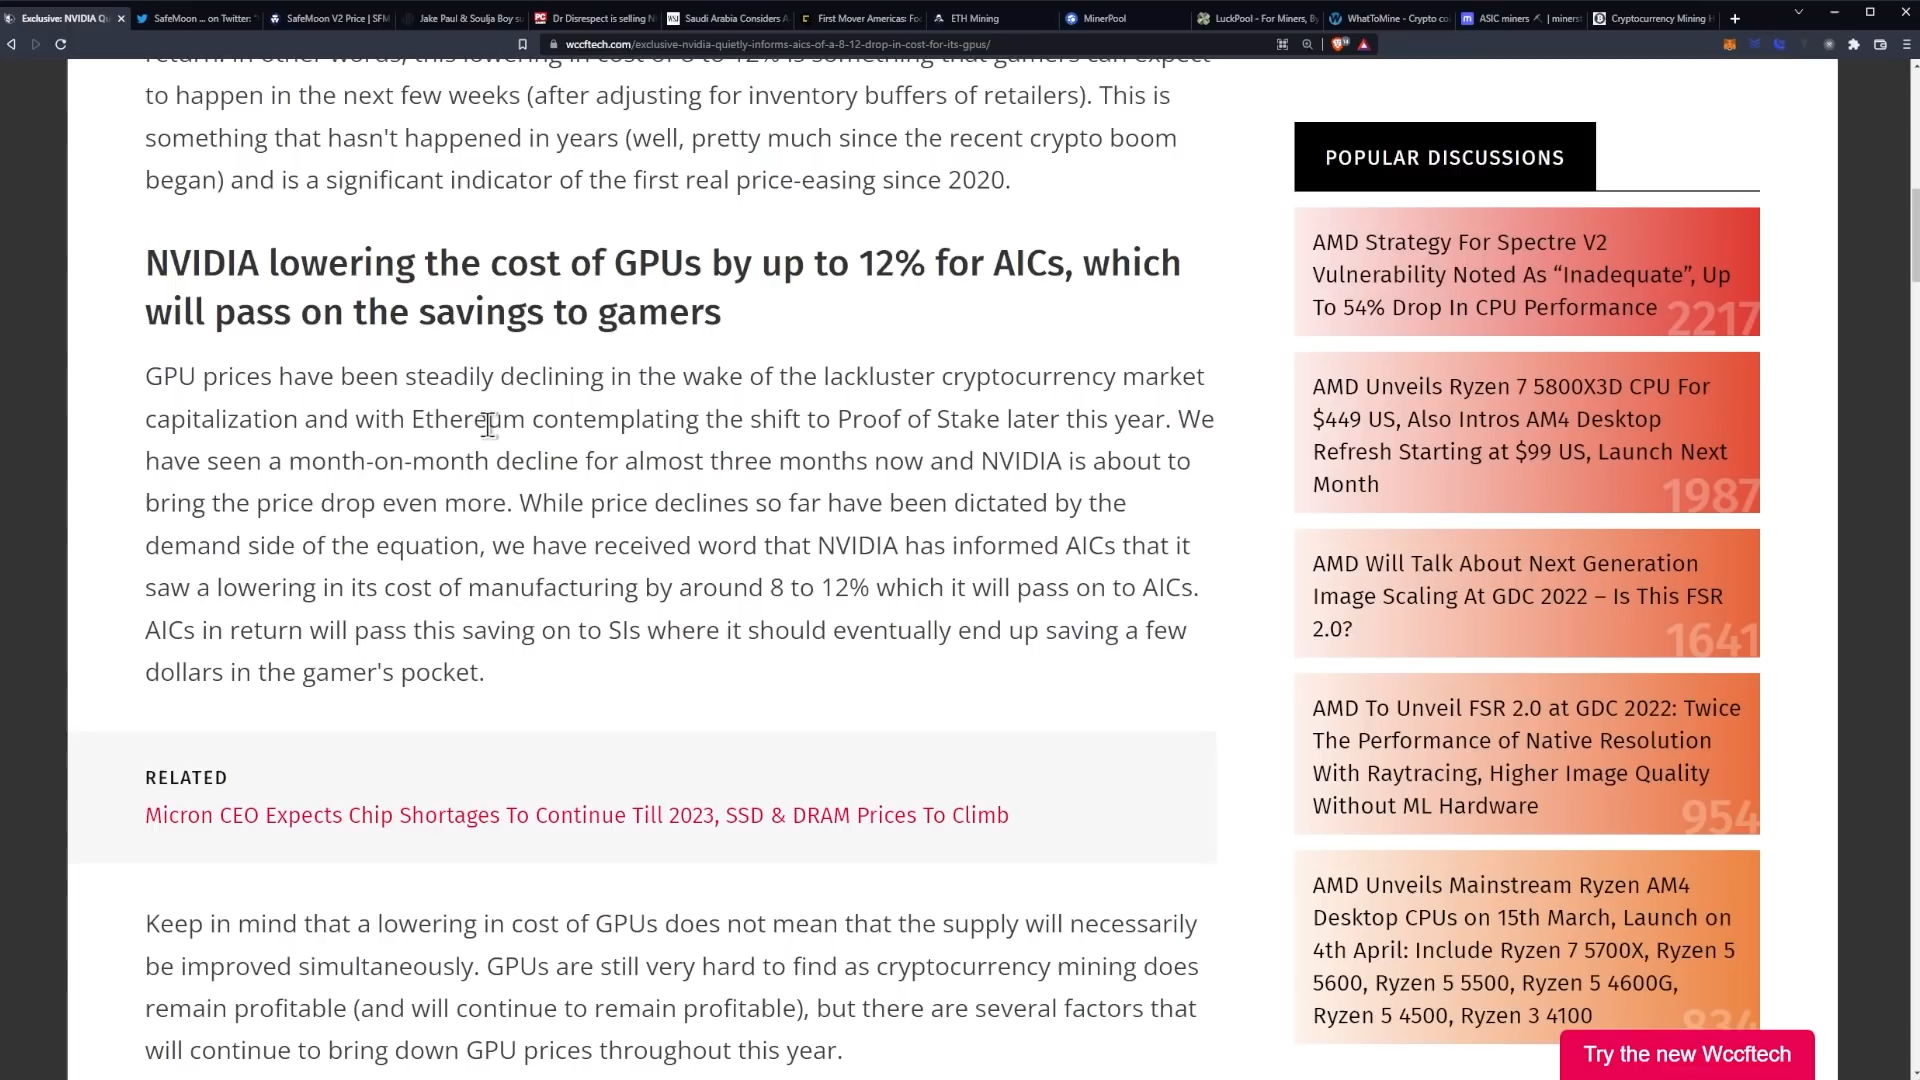 Exclusive: NVIDIA Qu
SafeMoon ... on Twitter:
SafeMoon V2 Price | SFM
Jake Paul & Soulja Boy su
Dr Disrespect is selling N
Saudi Arabia Considers A
First Mover Americas: Fo
ETH Mining
MinerPool
LuckPool - For Miners, By
WhatToMine - Crypto co
ASIC miners
minerst
Cryptocurrency Mining H
wccftech.com/exclusive-nvidia-quietly-informs-aics-of-a-8-12-drop-in-cost-for-its-gpus/
return. In other words, this lowering in cost of 8 to 12% is something that gamers can expect
to happen in the next few weeks (after adjusting for inventory buffers of retailers). This is
something that hasn't happened in years (well, pretty much since the recent crypto boom
began) and is a significant indicator of the first real price-easing since 2020.
NVIDIA lowering the cost of GPUs by up to 12% for AICs, which
will pass on the savings to gamers
GPU prices have been steadily declining in the wake of the lackluster cryptocurrency market
capitalization and with Ethereum contemplating the shift to Proof of Stake later this year. We
have seen a month-on-month decline for almost three months now and NVIDIA is about to
bring the price drop even more. While price declines so far have been dictated by the
demand side of the equation, we have received word that NVIDIA has informed AICs that it
saw a lowering in its cost of manufacturing by around 8 to 12% which it will pass on to AICs.
AICs in return will pass this saving on to SIs where it should eventually end up saving a few
dollars in the gamer's pocket.
RELATED
Micron CEO Expects Chip Shortages To Continue Till 2023, SSD & DRAM Prices To Climb
Keep in mind that a lowering in cost of GPUs does not mean that the supply will necessarily
be improved simultaneously. GPUs are still very hard to find as cryptocurrency mining does
remain profitable (and will continue to remain profitable), but there are several factors that
will continue to bring down GPU prices throughout this year.
POPULAR DISCUSSIONS
AMD Strategy For Spectre V2
Vulnerability Noted As “Inadequate”, Up
To 54% Drop In CPU Performance
2217
AMD Unveils Ryzen 7 5800X3D CPU For
$449 US, Also Intros AM4 Desktop
Refresh Starting at $99 US, Launch Next
Month
1987
AMD Will Talk About Next Generation
Image Scaling At GDC 2022 – Is This FSR
2.0?
1641
AMD To Unveil FSR 2.0 at GDC 2022: Twice
The Performance of Native Resolution
With Raytracing, Higher Image Quality
Without ML Hardware
954
AMD Unveils Mainstream Ryzen AM4
Desktop CPUs on 15th March, Launch on
4th April: Include Ryzen 7 5700X, Ryzen 5
5600, Ryzen 5 5500, Ryzen 5 4600G,
Ryzen 5 4500, Ryzen 3 4100
834
Try the new Wccftech